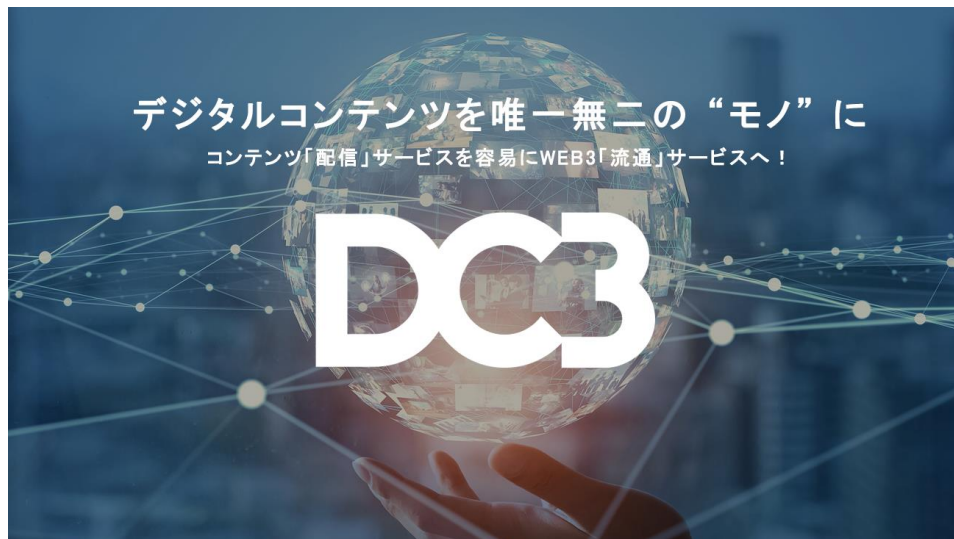 デジタルコンテンツを唯一無二の“モノ”に
コンテンツ「配信」サービスを容易にWEB3「流通」サービスへ！
DC3